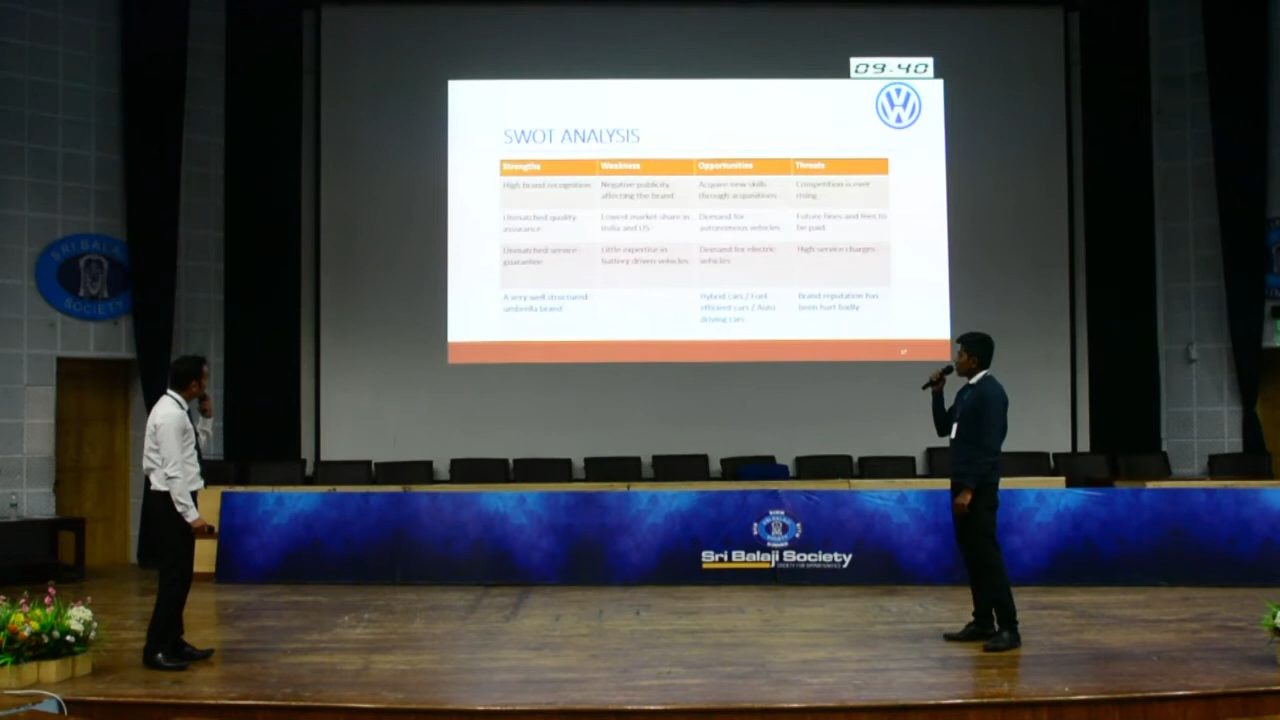 09:40
SWOT ANALYSIS
Strengths Weakness Opportunities Threats
High brand recognition Negative publicity Acquire new skills Competition is ever
affecting the brand through acquisitions rising
Unmatched quality Lowest market share in Demand for Future fines and fees to
assurance India and US autonomous vehicles be paid
Unmatched service Little expertise in Demand for electric High service charges
guarantee battery driven vehicles vehicles
A very well structured Hybrid cars / Fuel Brand reputation has
umbrella brand efficient cars / Auto been hurt badly
driving cars
17
SRI BALAJI
SOCIETY
SRI BALAJI
Sri Balaji Society